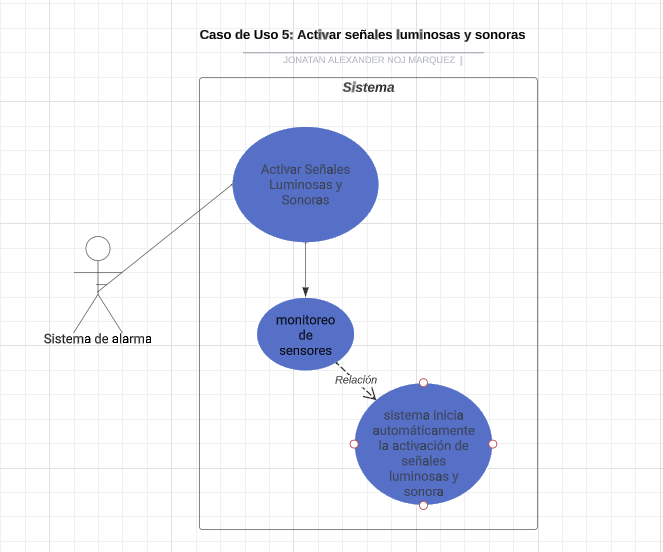 Caso de Uso 5: Activar señales luminosas y sonoras
JONATAN ALEXANDER NOJ MARQUEZ
Sistema
Activar Señales
Luminosas y
Sonoras
Sistema de alarma
monitoreo
de
sensores
Relación
sistema inicia
automáticamente
la activación de
señales
luminosas y
sonora